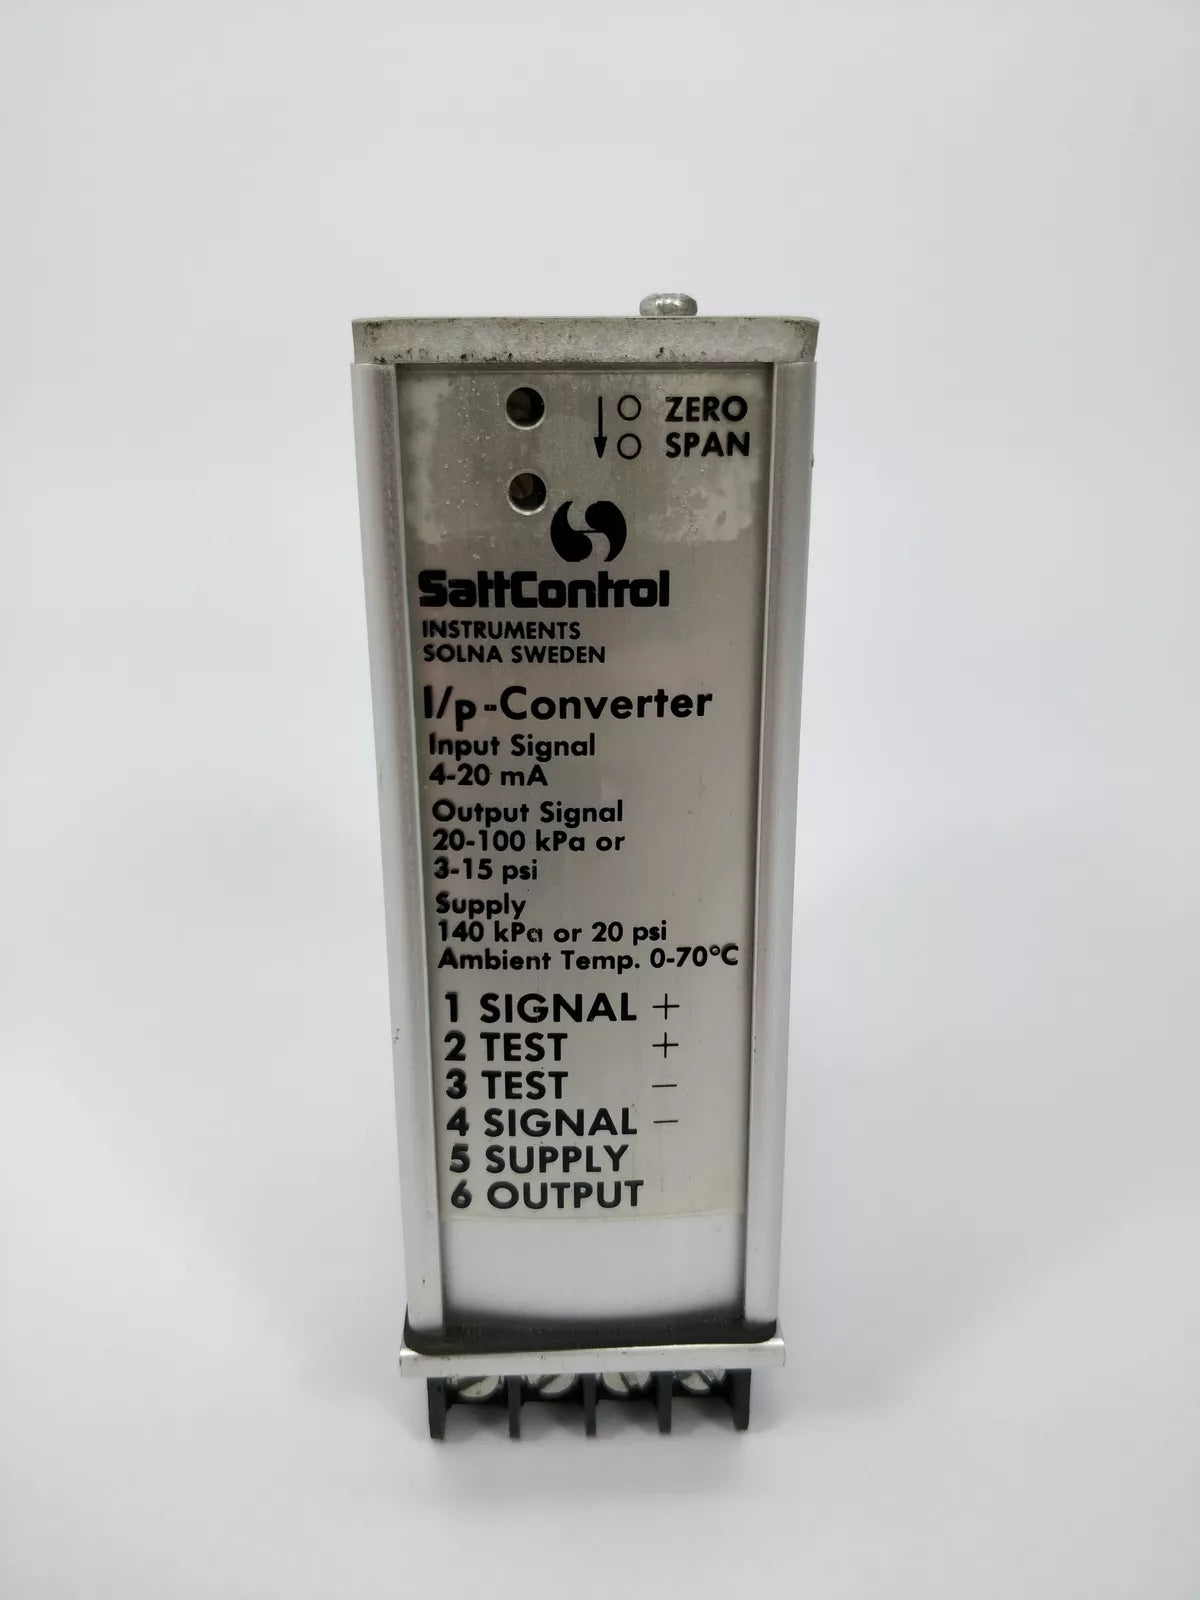 ZERO
SPAN
SattControl
INSTRUMENTS
SOLNA SWEDEN
I/p-Converter
Input Signal
4-20 mA
Output Signal
20-100 kPa or
3-15 psi
Supply
140 kPa or 20 psi
Ambient Temp. 0-70°C
1 SIGNAL +
2 TEST +
3 TEST −
4 SIGNAL −
5 SUPPLY
6 OUTPUT